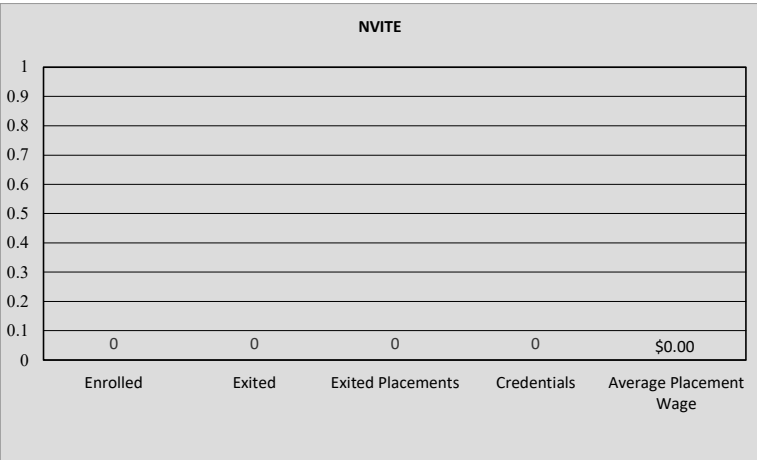 NVITE
1
0.9
0.8
0.7
0.6
0.5
0.4
0.3
0.2
0.1
0
0 0 0 0 $0.00
Enrolled Exited Exited Placements Credentials Average Placement
Wage